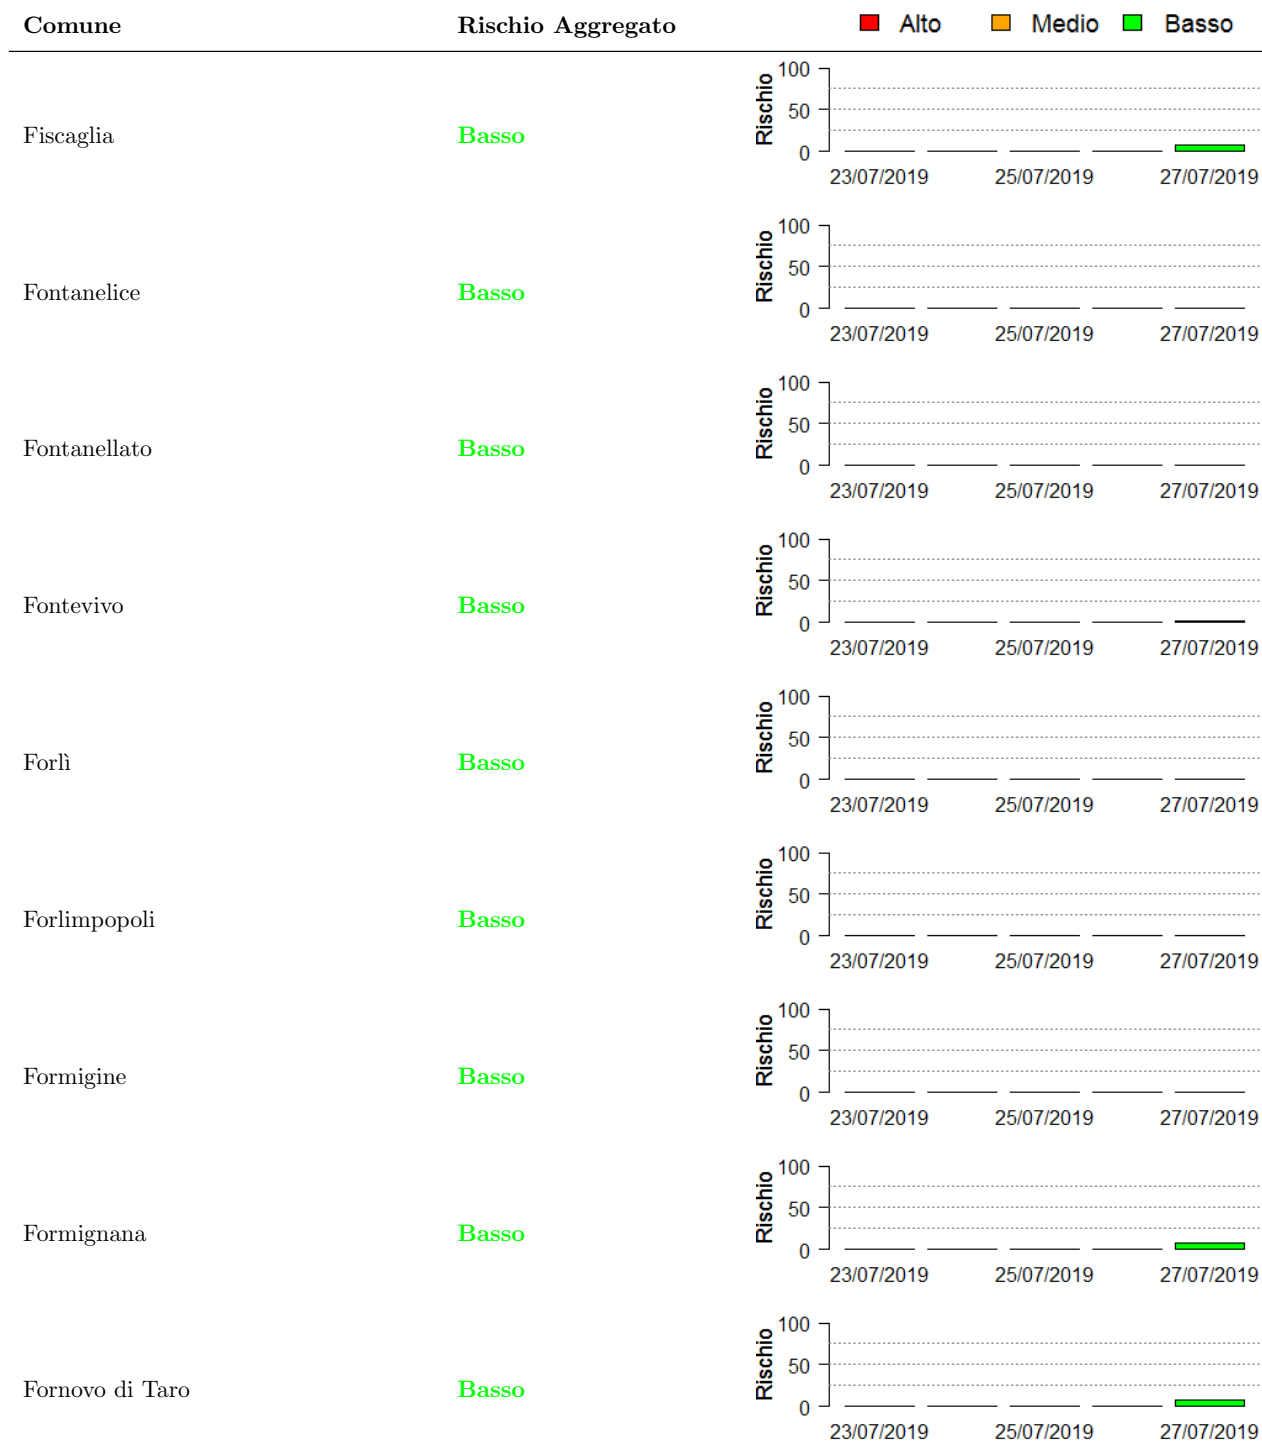 Comune Rischio Aggregato Alto Medio Basso
100
50
0
Rischio
Fiscaglia Basso
23/07/2019 25/07/2019 27/07/2019
100
50
0
Rischio
Fontanelice Basso
23/07/2019 25/07/2019 27/07/2019
100
50
0
Rischio
Fontanellato Basso
23/07/2019 25/07/2019 27/07/2019
100
50
0
Rischio
Fontevivo Basso
23/07/2019 25/07/2019 27/07/2019
100
50
0
Rischio
Forlì Basso
23/07/2019 25/07/2019 27/07/2019
100
50
0
Rischio
Forlimpopoli Basso
23/07/2019 25/07/2019 27/07/2019
100
50
0
Rischio
Formigine Basso
23/07/2019 25/07/2019 27/07/2019
100
50
0
Rischio
Formignana Basso
23/07/2019 25/07/2019 27/07/2019
100
50
0
Rischio
Fornovo di Taro Basso
23/07/2019 25/07/2019 27/07/2019